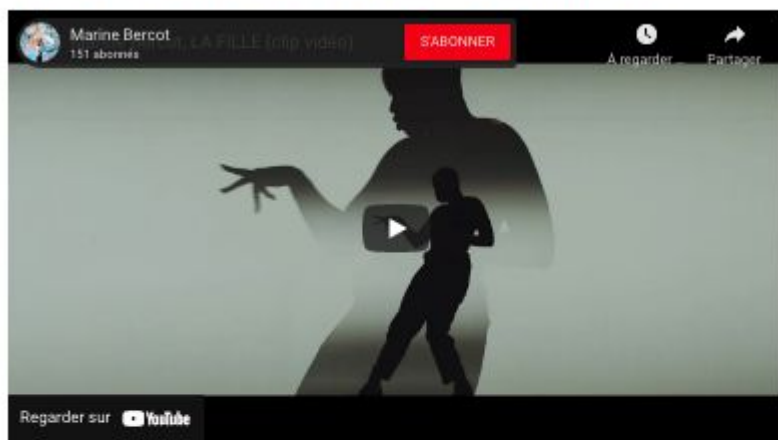 Marine Bercot
151 abonnés
LA FILLE (clip vidéo)
S'ABONNER
À regarder ...
Partager
Regarder sur YouTube